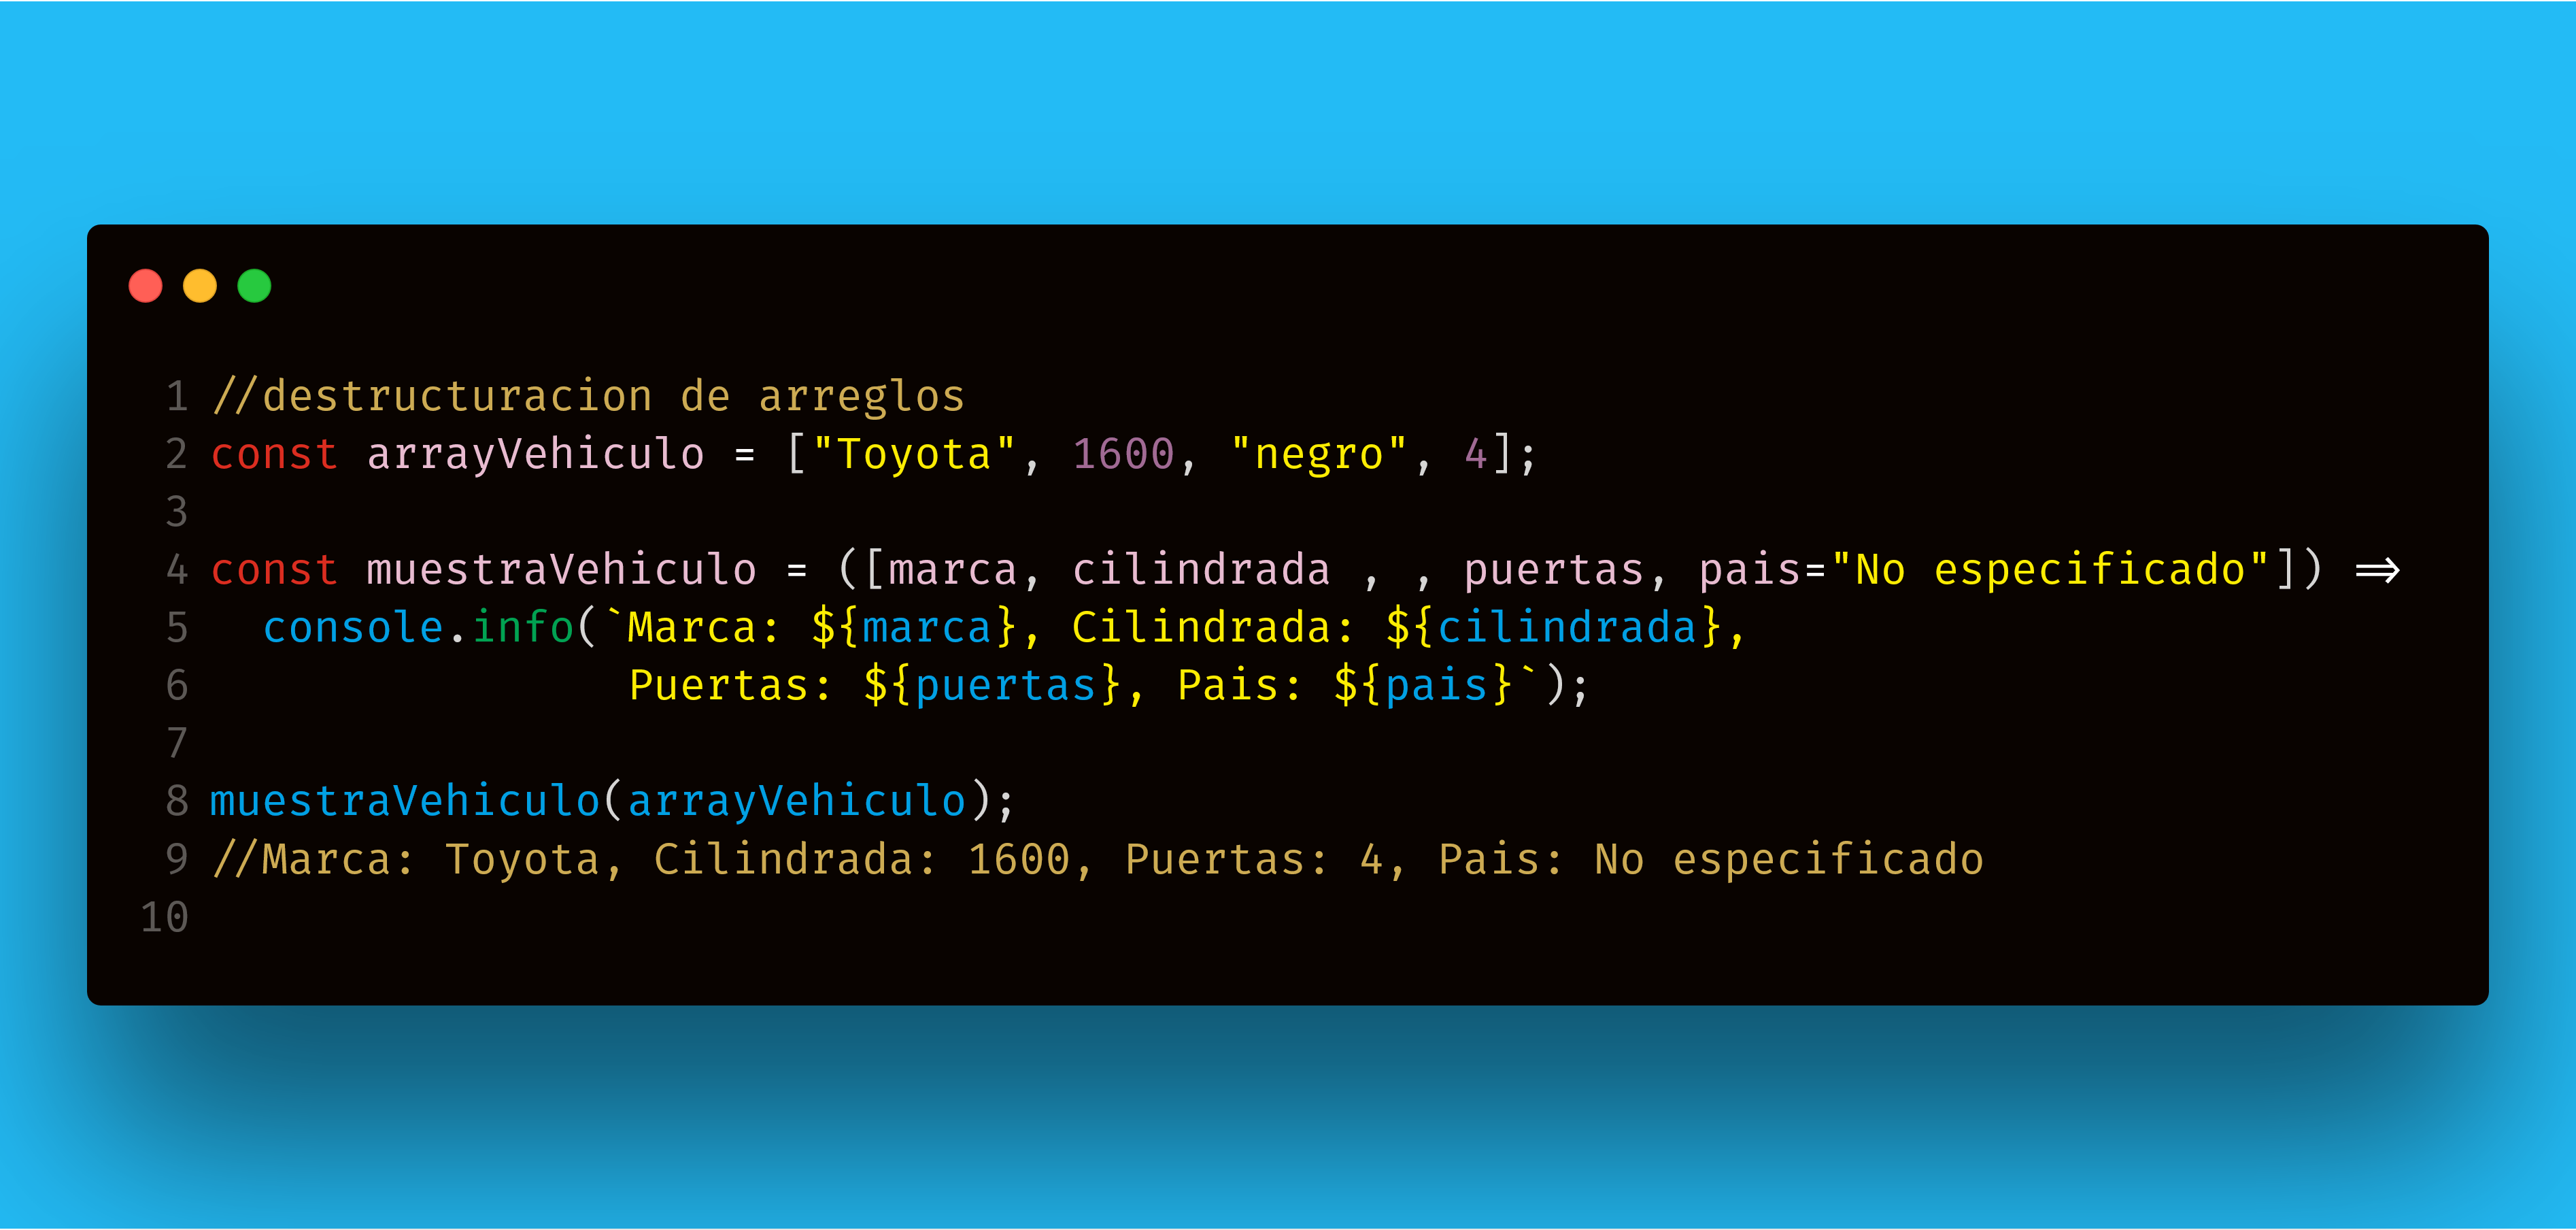 1 //destructuracion de arreglos
2 const arrayVehiculo = ["Toyota", 1600, "negro", 4];
3
4 const muestraVehiculo = ([marca, cilindrada , , puertas, pais="No especificado"]) =>
5   console.info(`Marca: ${marca}, Cilindrada: ${cilindrada},
6                 Puertas: ${puertas}, Pais: ${pais}`);
7
8 muestraVehiculo(arrayVehiculo);
9 //Marca: Toyota, Cilindrada: 1600, Puertas: 4, Pais: No especificado
10